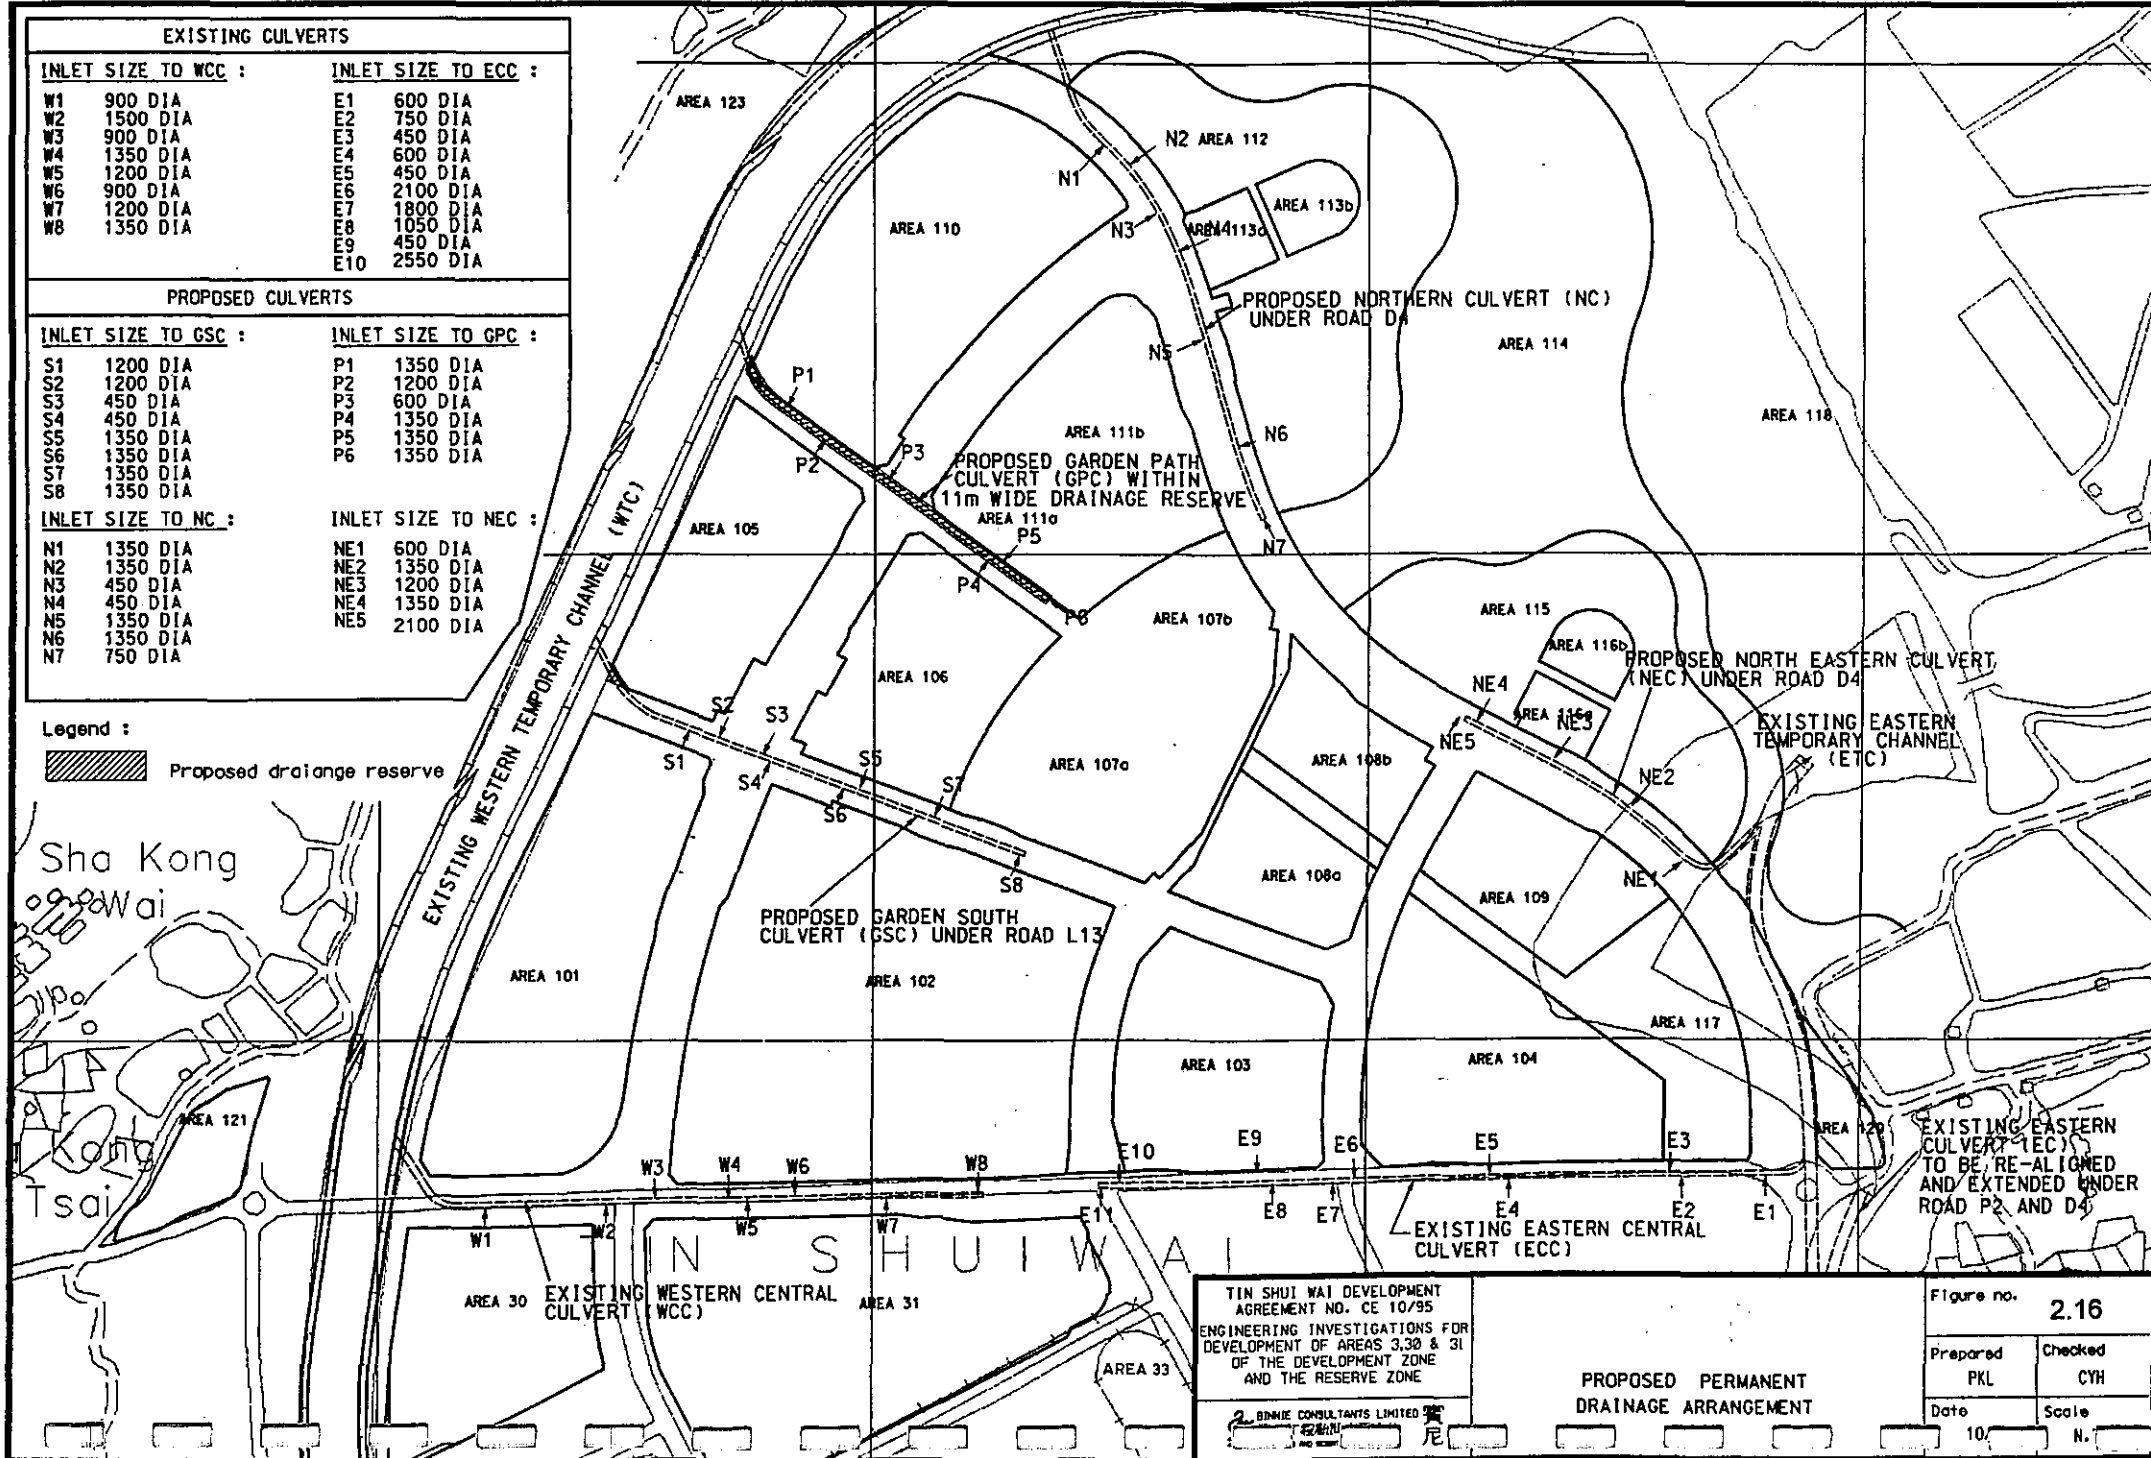 EXISTING CULVERTS
INLET SIZE TO WCC :
W1 900 DIA
W2 1500 DIA
W3 900 DIA
W4 1350 DIA
W5 1200 DIA
W6 900 DIA
W7 1200 DIA
W8 1350 DIA
INLET SIZE TO ECC :
E1 600 DIA
E2 750 DIA
E3 450 DIA
E4 600 DIA
E5 450 DIA
E6 2100 DIA
E7 1800 DIA
E8 1050 DIA
E9 450 DIA
E10 2550 DIA
PROPOSED CULVERTS
INLET SIZE TO GSC :
S1 1200 DIA
S2 1200 DIA
S3 450 DIA
S4 450 DIA
S5 1350 DIA
S6 1350 DIA
S7 1350 DIA
S8 1350 DIA
INLET SIZE TO GPC :
P1 1350 DIA
P2 1200 DIA
P3 600 DIA
P4 1350 DIA
P5 1350 DIA
P6 1350 DIA
INLET SIZE TO NC :
N1 1350 DIA
N2 1350 DIA
N3 450 DIA
N4 450 DIA
N5 1350 DIA
N6 1350 DIA
N7 750 DIA
INLET SIZE TO NEC :
NE1 600 DIA
NE2 1350 DIA
NE3 1200 DIA
NE4 1350 DIA
NE5 2100 DIA
Legend :
Proposed draiange reserve
AREA 123
N2 AREA 112
N1
AREA 113b
AREA 110
N3
N4
AREA 113a
PROPOSED NORTHERN CULVERT (NC)
UNDER ROAD D4
N5
AREA 114
P1
AREA 118
AREA 111b
N6
P2
P3
PROPOSED GARDEN PATH
CULVERT (GPC) WITHIN
11m WIDE DRAINAGE RESERVE
AREA 111a
AREA 105
P5
N7
P4
P6
AREA 107b
AREA 115
AREA 116b
PROPOSED NORTH EASTERN CULVERT
(NEC) UNDER ROAD D4
AREA 106
NE4
AREA 116a
NE3
EXISTING EASTERN
TEMPORARY CHANNEL
(ETC)
NE5
S2
S3
S1
S4
S5
S6
S7
AREA 107a
AREA 108b
NE2
EXISTING WESTERN TEMPORARY CHANNEL (WTC)
Sha Kong
Wai
S8
AREA 108a
NE1
AREA 109
PROPOSED GARDEN SOUTH
CULVERT (GSC) UNDER ROAD L13
AREA 101
AREA 102
AREA 117
AREA 103
AREA 104
AREA 121
Kong
Tsai
AREA 120
EXISTING EASTERN
CULVERT (EC)
TO BE RE-ALIGNED
AND EXTENDED UNDER
ROAD P2 AND D4
W3
W4
W6
W8
E10
E9
E6
E5
E3
W1
W2
W5
W7
E11
E8
E7
E4
E2
E1
EXISTING EASTERN CENTRAL
CULVERT (ECC)
IN SHUI WAI
AREA 30
EXISTING WESTERN CENTRAL
CULVERT (WCC)
AREA 31
AREA 33
TIN SHUI WAI DEVELOPMENT
AGREEMENT NO. CE 10/95
ENGINEERING INVESTIGATIONS FOR
DEVELOPMENT OF AREAS 3,30 & 31
OF THE DEVELOPMENT ZONE
AND THE RESERVE ZONE
BINNIE CONSULTANTS LIMITED
PROPOSED PERMANENT
DRAINAGE ARRANGEMENT
Figure no.
2.16
Prepared
PKL
Checked
CYH
Date
10/
Scale
N.